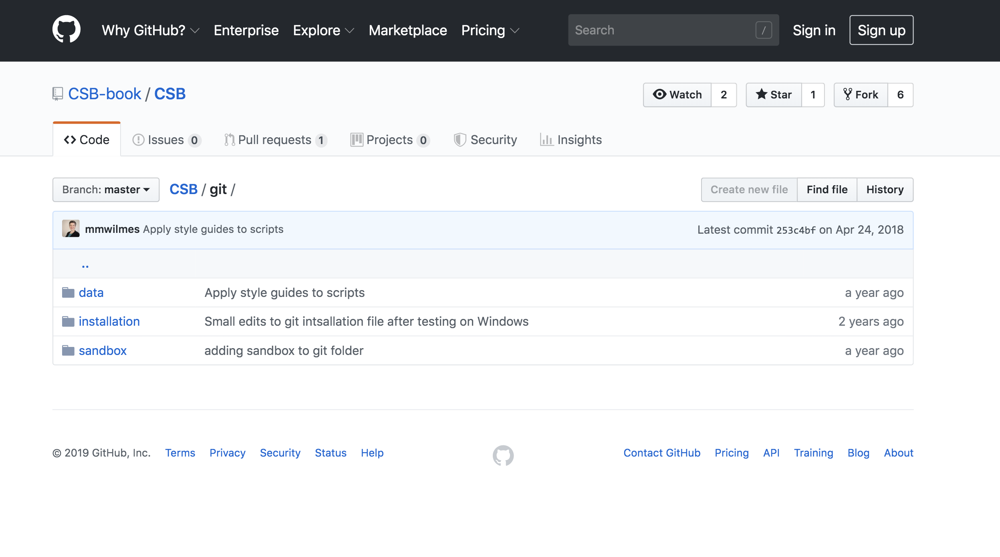 Why GitHub? Enterprise Explore Marketplace Pricing Search / Sign in Sign up
CSB-book / CSB Watch 2 Star 1 Fork 6
Code Issues 0 Pull requests 1 Projects 0 Security Insights
Branch: master CSB / git / Create new file Find file History
mmwilmes Apply style guides to scripts Latest commit 253c4bf on Apr 24, 2018
..
data Apply style guides to scripts a year ago
installation Small edits to git intsallation file after testing on Windows 2 years ago
sandbox adding sandbox to git folder a year ago
© 2019 GitHub, Inc. Terms Privacy Security Status Help Contact GitHub Pricing API Training Blog About